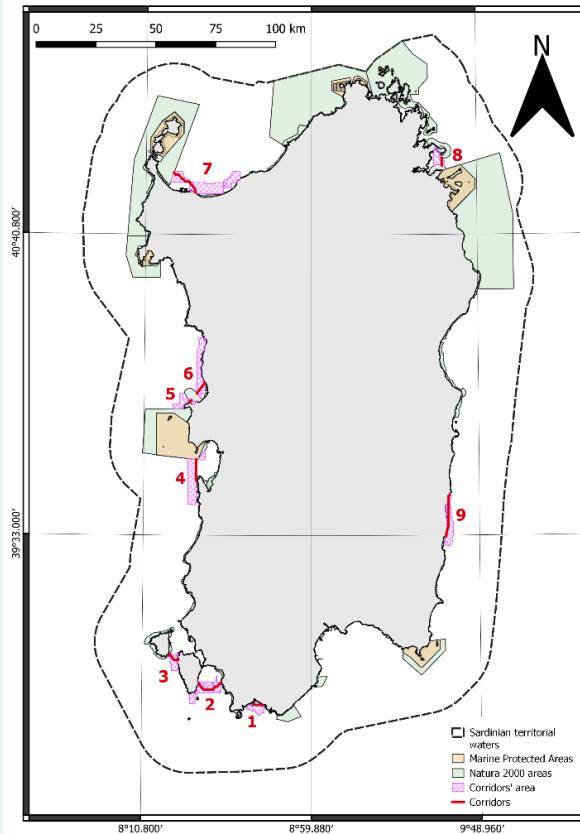 0 25 50 75 100 km
N
8
7
40°40.800'
6
5
4
9
39°33.000'
3
2
1
Sardinian territorial
waters
Marine Protected Areas
Natura 2000 areas
Corridors' area
Corridors
8°10.800' 8°59.880' 9°48.960'